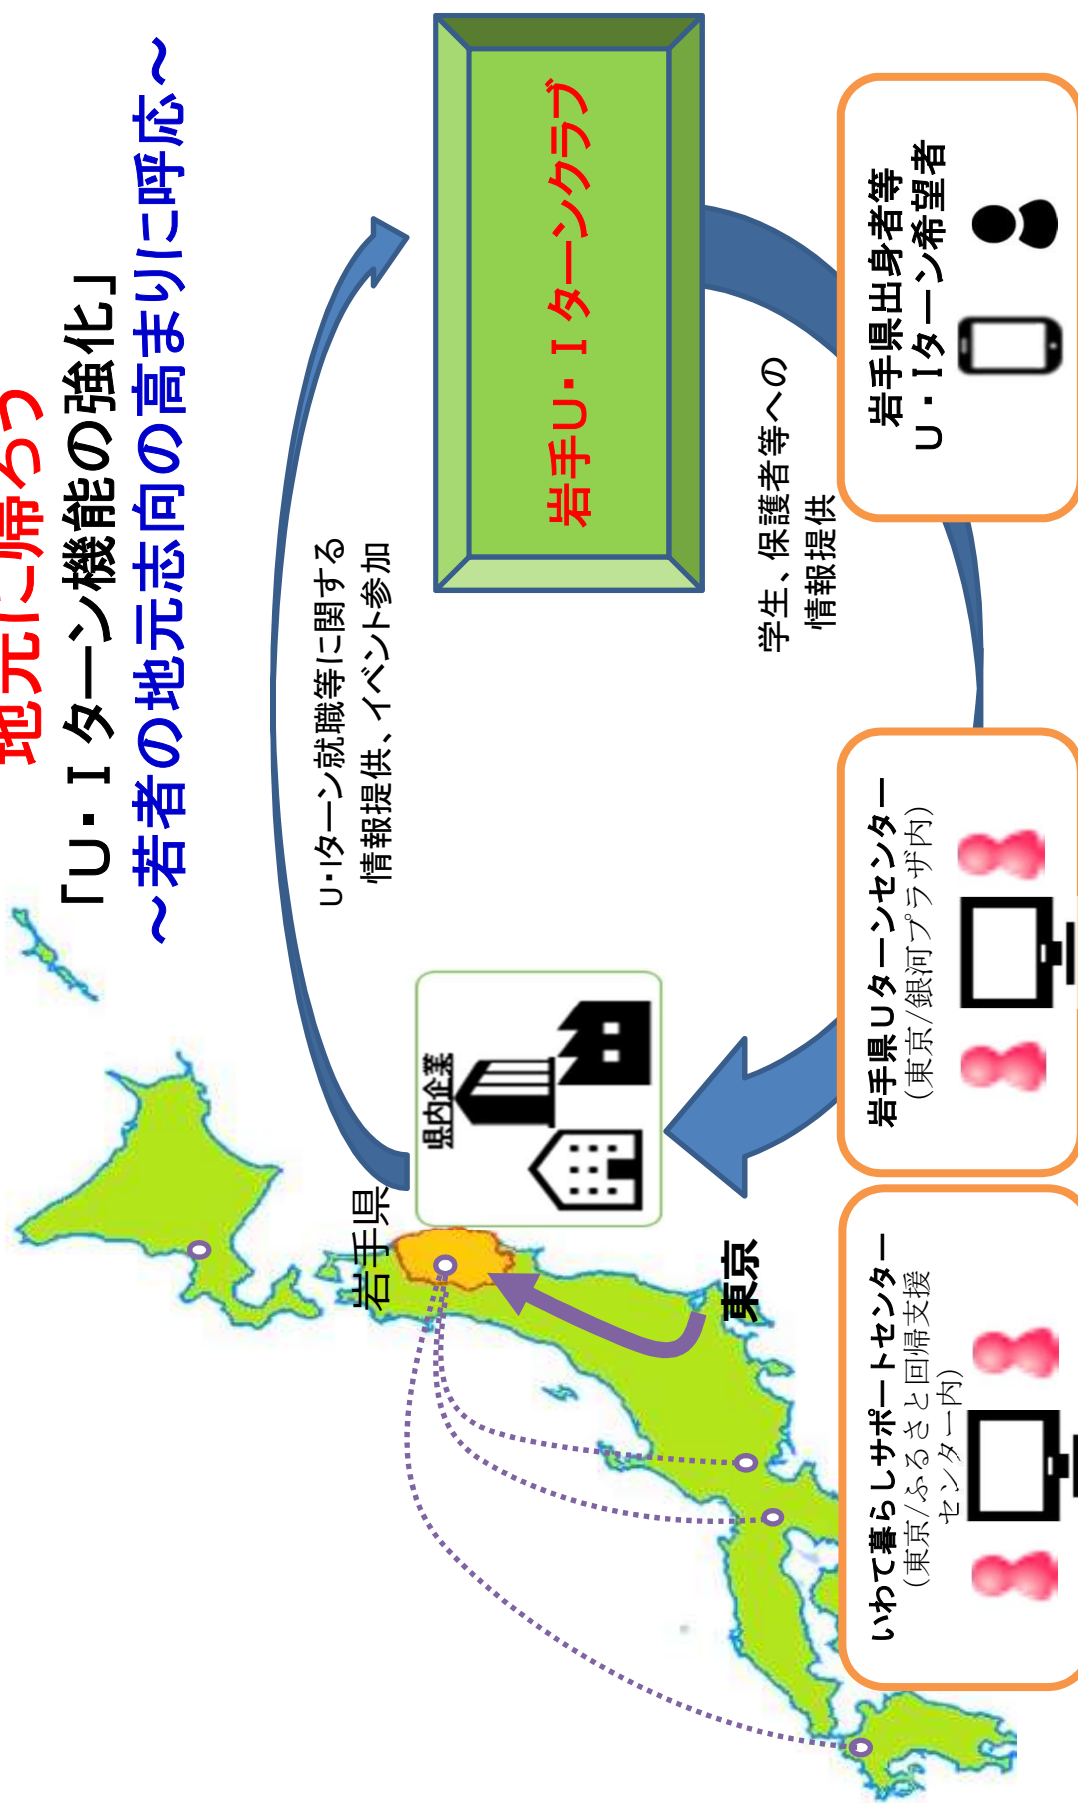 地元に帰ろう
「U・Iターン機能の強化」
～若者の地元志向の高まりに呼応～
U・Iターン就職等に関する
情報提供、イベント参加
岩手U・Iターンクラブ
岩手県
県内企業
東京
学生、保護者等への
情報提供
いわて暮らしサポートセンター
(東京/ふるさと回帰支援
センター内)
岩手県Uターンセンター
(東京/銀河プラザ内)
岩手県出身者等
U・Iターン希望者